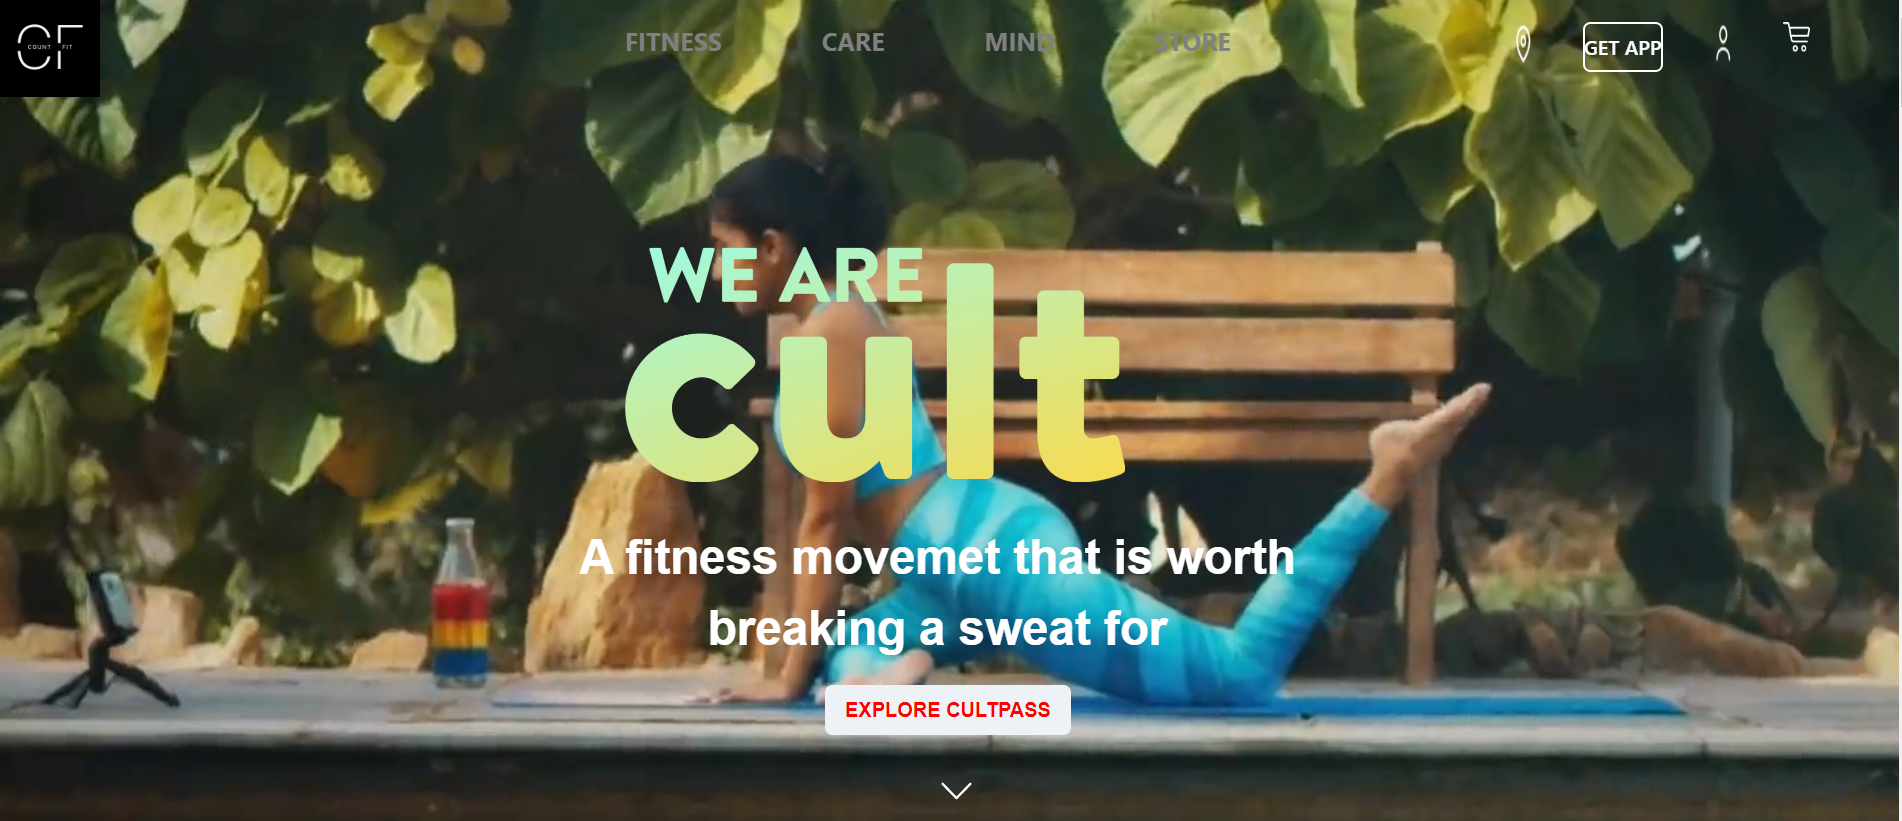 CF
COUNT FIT
FITNESS CARE MIND STORE
GET APP
WE ARE
cult
A fitness movemet that is worth
breaking a sweat for
EXPLORE CULTPASS